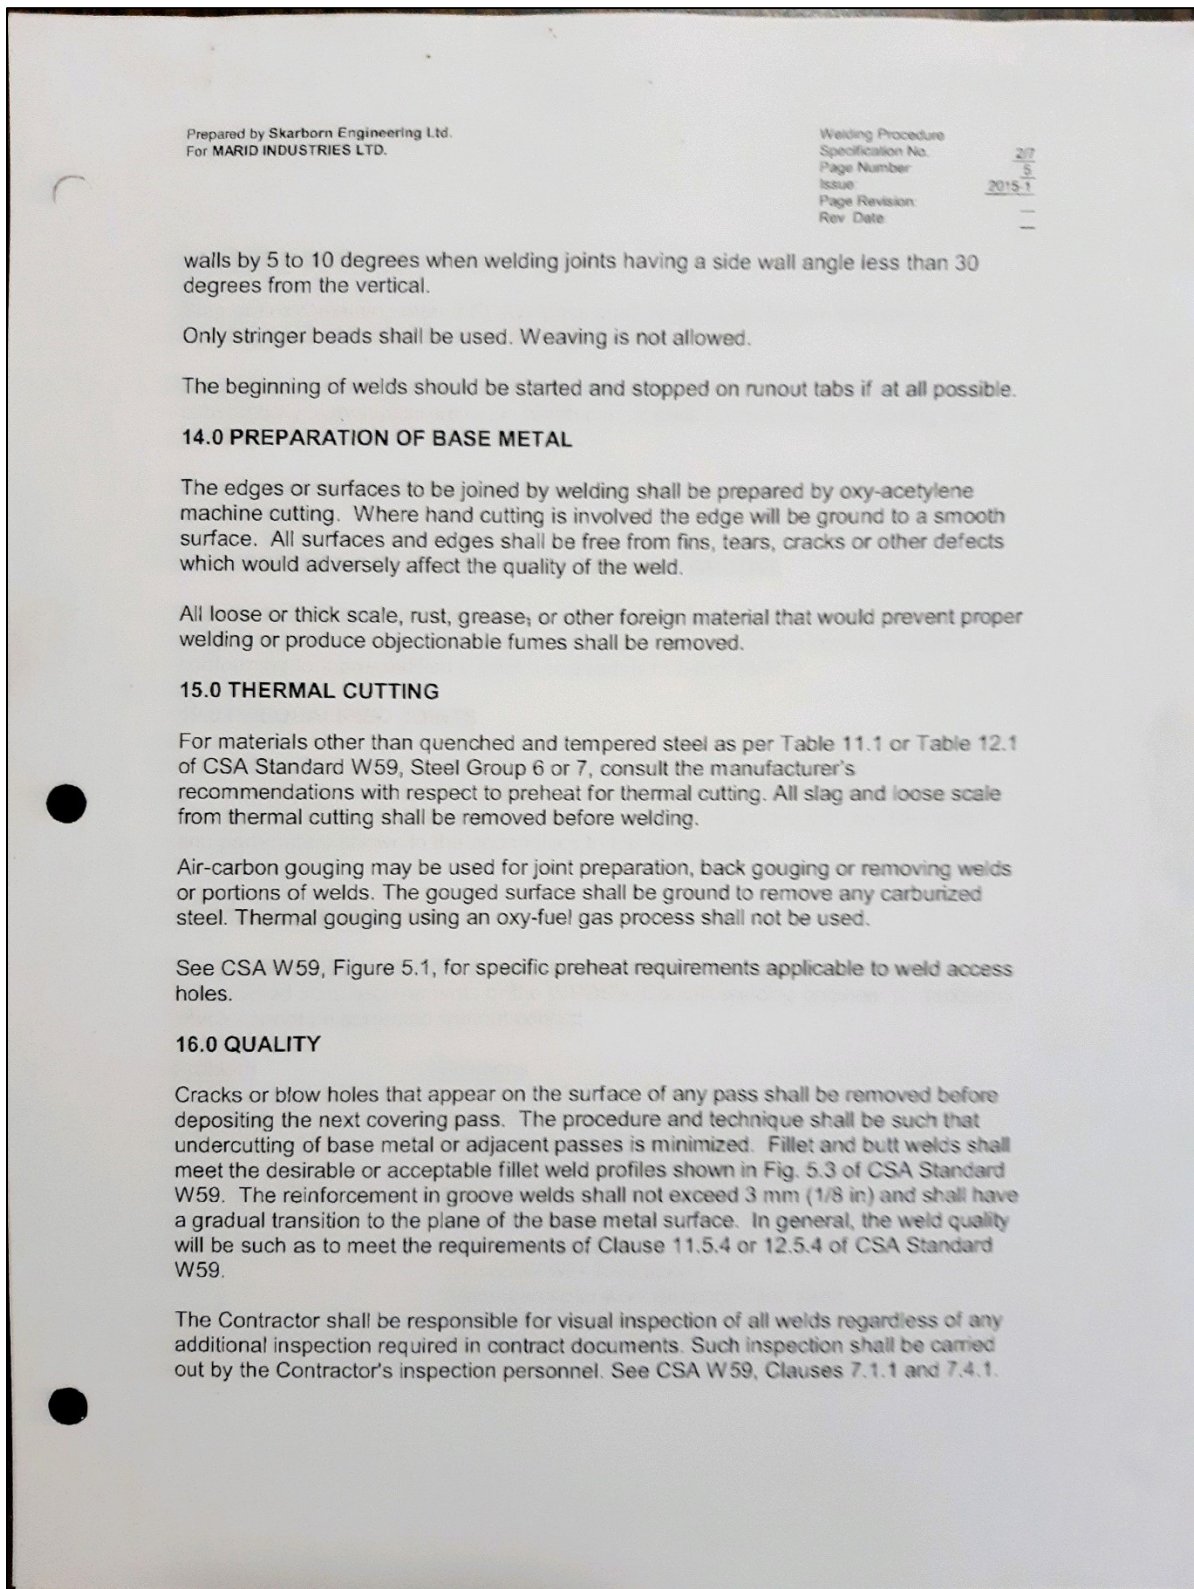 Prepared by Skarborn Engineering Ltd.
For MARID INDUSTRIES LTD.
Welding Procedure
Specification No. 2/7
Page Number 5
Issue: 2015-1
Page Revision: —
Rev. Date —
walls by 5 to 10 degrees when welding joints having a side wall angle less than 30
degrees from the vertical.
Only stringer beads shall be used. Weaving is not allowed.
The beginning of welds should be started and stopped on runout tabs if at all possible.
14.0 PREPARATION OF BASE METAL
The edges or surfaces to be joined by welding shall be prepared by oxy-acetylene
machine cutting. Where hand cutting is involved the edge will be ground to a smooth
surface. All surfaces and edges shall be free from fins, tears, cracks or other defects
which would adversely affect the quality of the weld.
All loose or thick scale, rust, grease, or other foreign material that would prevent proper
welding or produce objectionable fumes shall be removed.
15.0 THERMAL CUTTING
For materials other than quenched and tempered steel as per Table 11.1 or Table 12.1
of CSA Standard W59, Steel Group 6 or 7, consult the manufacturer's
recommendations with respect to preheat for thermal cutting. All slag and loose scale
from thermal cutting shall be removed before welding.
Air-carbon gouging may be used for joint preparation, back gouging or removing welds
or portions of welds. The gouged surface shall be ground to remove any carburized
steel. Thermal gouging using an oxy-fuel gas process shall not be used.
See CSA W59, Figure 5.1, for specific preheat requirements applicable to weld access
holes.
16.0 QUALITY
Cracks or blow holes that appear on the surface of any pass shall be removed before
depositing the next covering pass. The procedure and technique shall be such that
undercutting of base metal or adjacent passes is minimized. Fillet and butt welds shall
meet the desirable or acceptable fillet weld profiles shown in Fig. 5.3 of CSA Standard
W59. The reinforcement in groove welds shall not exceed 3 mm (1/8 in) and shall have
a gradual transition to the plane of the base metal surface. In general, the weld quality
will be such as to meet the requirements of Clause 11.5.4 or 12.5.4 of CSA Standard
W59.
The Contractor shall be responsible for visual inspection of all welds regardless of any
additional inspection required in contract documents. Such inspection shall be carried
out by the Contractor's inspection personnel. See CSA W59, Clauses 7.1.1 and 7.4.1.